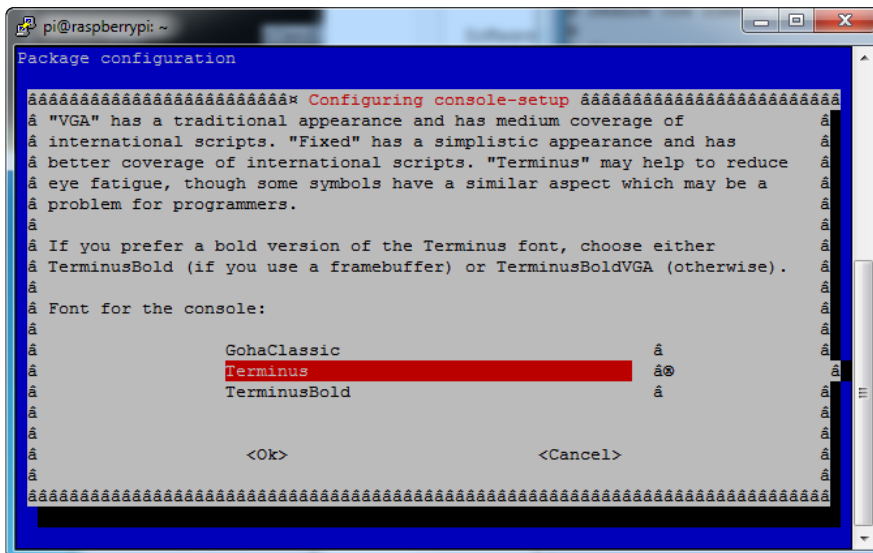 pi@raspberrypi: ~
Package configuration
ââââââââââââââââââââââââââ¤ Configuring console-setup ââââââââââââââââââââââââââ
â "VGA" has a traditional appearance and has medium coverage of â
â international scripts. "Fixed" has a simplistic appearance and has â
â better coverage of international scripts. "Terminus" may help to reduce â
â eye fatigue, though some symbols have a similar aspect which may be a â
â problem for programmers. â
â â
â If you prefer a bold version of the Terminus font, choose either â
â TerminusBold (if you use a framebuffer) or TerminusBoldVGA (otherwise). â
â â
â Font for the console: â
â â
â GohaClassic â â
â Terminus â® â
â TerminusBold â â
â â
â â
â <Ok> <Cancel> â
â â
âââââââââââââââââââââââââââââââââââââââââââââââââââââââââââââââââââââââââââââ